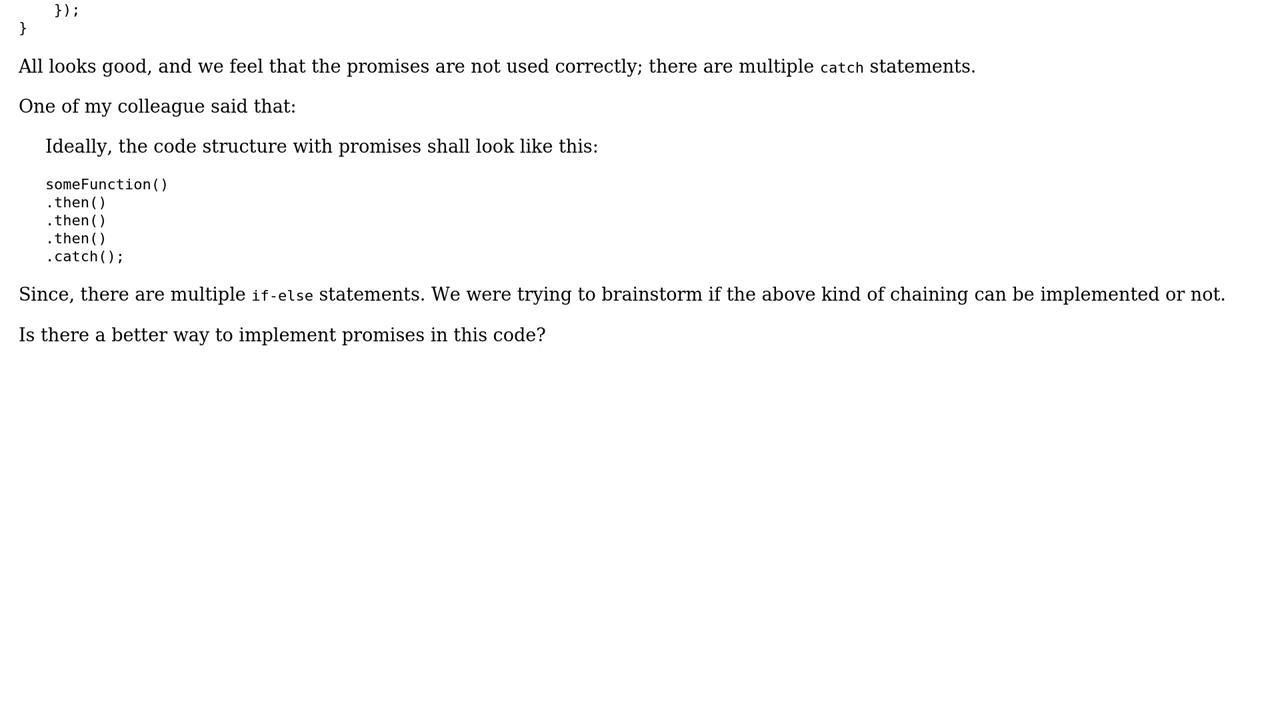 });
}
All looks good, and we feel that the promises are not used correctly; there are multiple catch statements.
One of my colleague said that:
Ideally, the code structure with promises shall look like this:
someFunction()
.then()
.then()
.then()
.catch();
Since, there are multiple if-else statements. We were trying to brainstorm if the above kind of chaining can be implemented or not.
Is there a better way to implement promises in this code?